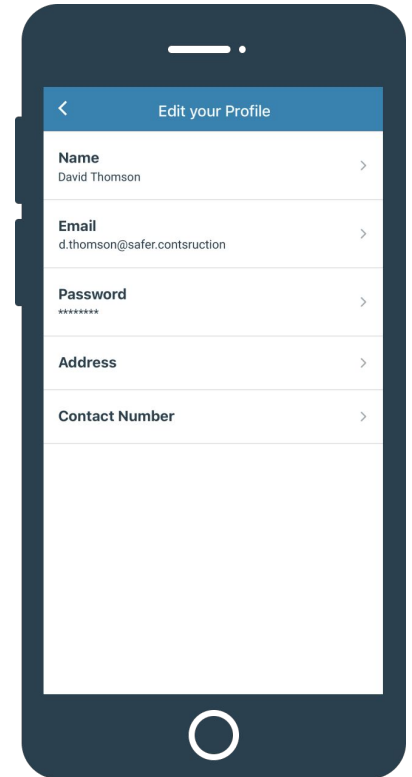 Edit your Profile
Name
David Thomson
Email
d.thomson@safer.contsruction
Password
********
Address
Contact Number